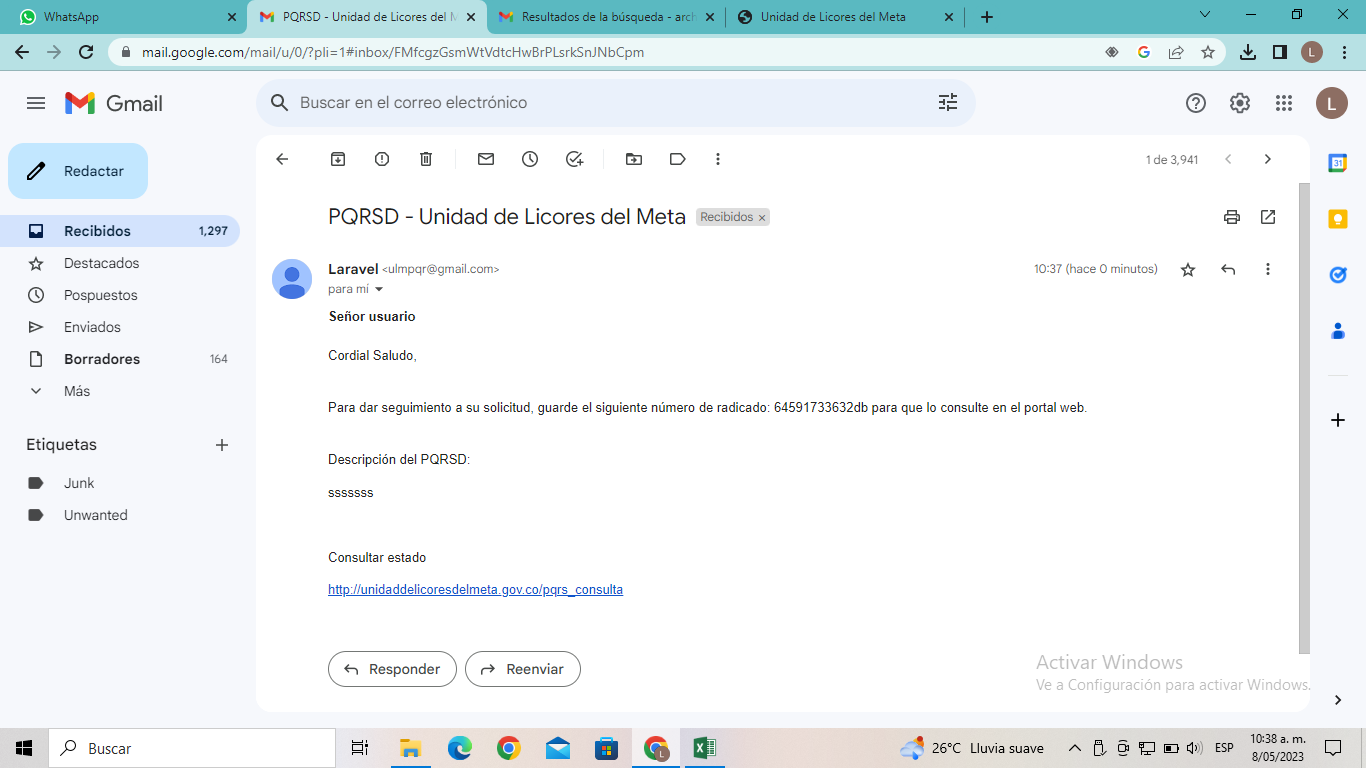 WhatsApp
PQRSD - Unidad de Licores del M
Resultados de la búsqueda - arch
Unidad de Licores del Meta
mail.google.com/mail/u/0/?pli=1#inbox/FMfcgzGsmWtVdtcHwBrPLsrkSnJNbCpm
L
Gmail
Buscar en el correo electrónico
L
Redactar
1 de 3,941
31
Recibidos 1,297
Destacados
Pospuestos
Enviados
Borradores 164
Más
Etiquetas
Junk
Unwanted
PQRSD - Unidad de Licores del Meta Recibidos x
Laravel <ulmpqr@gmail.com> 10:37 (hace 0 minutos)
para mí
Señor usuario
Cordial Saludo,
Para dar seguimiento a su solicitud, guarde el siguiente número de radicado: 64591733632db para que lo consulte en el portal web.
Descripción del PQRSD:
sssssss
Consultar estado
http://unidaddelicoresdelmeta.gov.co/pqrs_consulta
Responder
Reenviar
Activar Windows
Ve a Configuración para activar Windows.
Buscar
L
26°C Lluvia suave
ESP
10:38 a. m.
8/05/2023